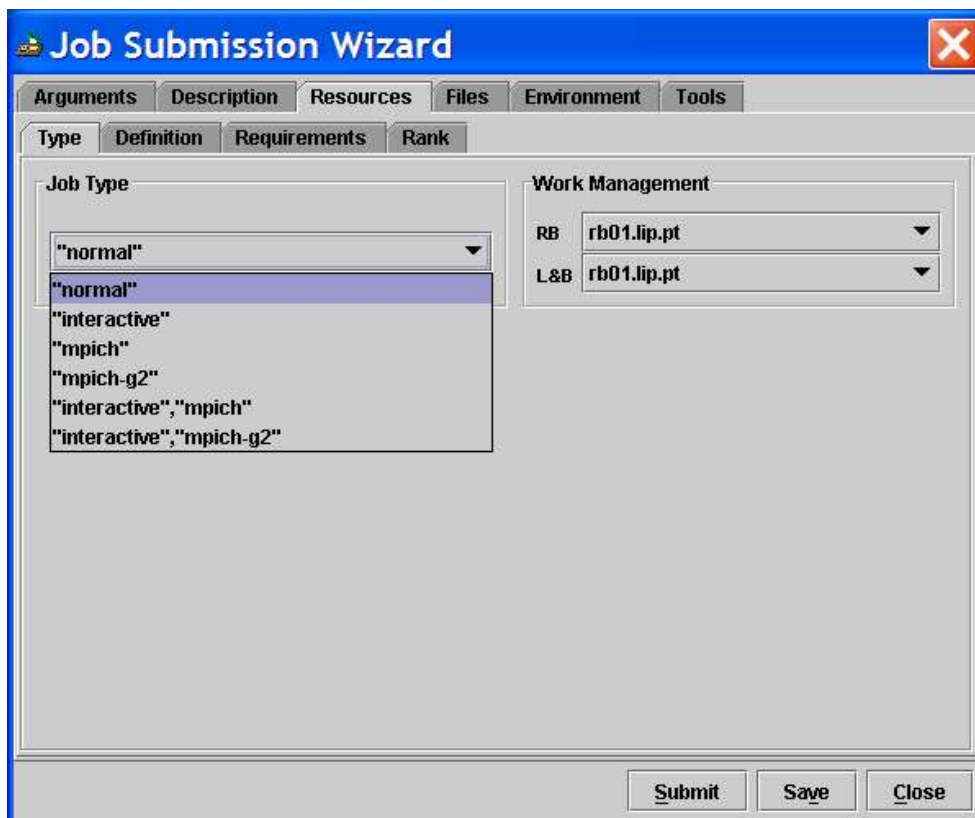 Job Submission Wizard
Arguments Description Resources Files Environment Tools
Type Definition Requirements Rank
Job Type
"normal"
"normal"
"interactive"
"mpich"
"mpich-g2"
"interactive","mpich"
"interactive","mpich-g2"
Work Management
RB rb01.lip.pt
L&B rb01.lip.pt
Submit Save Close